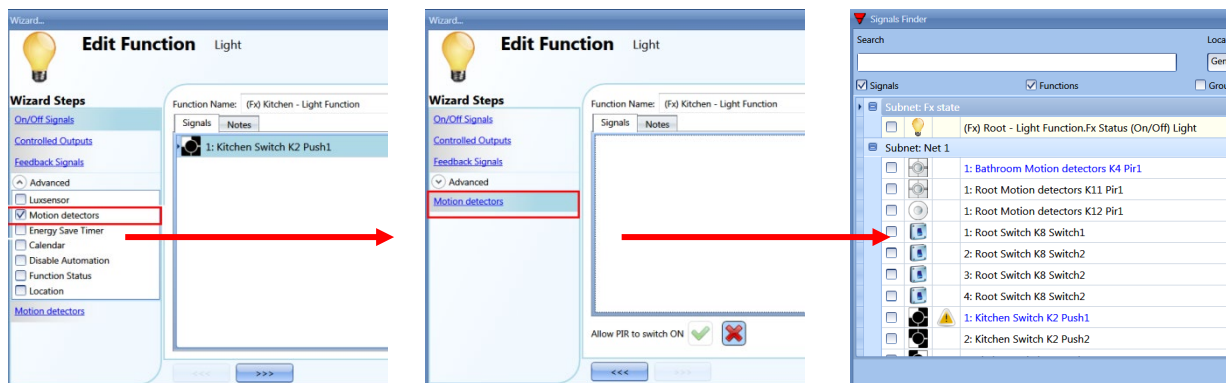 Wizard...
Edit Function Light
Wizard Steps
On/Off Signals
Controlled Outputs
Feedback Signals
Advanced
Luxsensor
Motion detectors
Energy Save Timer
Calendar
Disable Automation
Function Status
Location
Motion detectors
Function Name: (Fx) Kitchen - Light Function
Signals Notes
1: Kitchen Switch K2 Push1
<<< >>>
Wizard...
Edit Function Light
Wizard Steps
On/Off Signals
Controlled Outputs
Feedback Signals
Advanced
Motion detectors
Function Name: (Fx) Kitchen - Light Function
Signals Notes
Allow PIR to switch ON
<<< >>>
Signals Finder
Search Loca
Gen
Signals Functions Grou
Subnet: Fx state
(Fx) Root - Light Function.Fx Status (On/Off) Light
Subnet: Net 1
1: Bathroom Motion detectors K4 Pir1
1: Root Motion detectors K11 Pir1
1: Root Motion detectors K12 Pir1
1: Root Switch K8 Switch1
2: Root Switch K8 Switch2
3: Root Switch K8 Switch2
4: Root Switch K8 Switch2
1: Kitchen Switch K2 Push1
2: Kitchen Switch K2 Push2